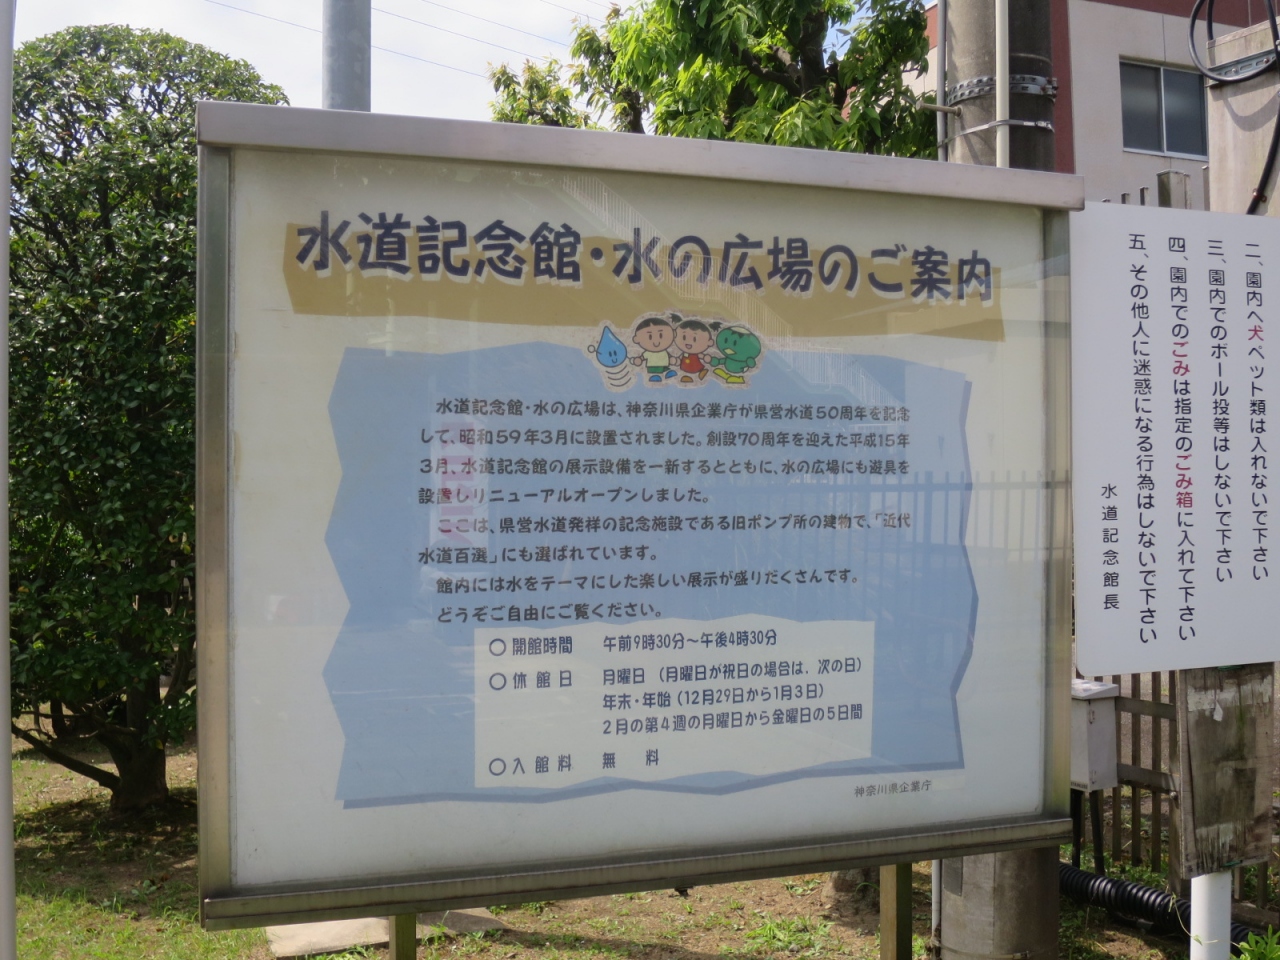 水道記念館・水の広場のご案内
水道記念館・水の広場は、神奈川県企業庁が県営水道50周年を記念
して、昭和59年3月に設置されました。創設70周年を迎えた平成15年
3月、水道記念館の展示設備を一新するとともに、水の広場にも遊具を
設置しリニューアルオープンしました。
ここは、県営水道発祥の記念施設である旧ポンプ所の建物で、「近代
水道百選」にも選ばれています。
館内には水をテーマにした楽しい展示が盛りだくさんです。
どうぞご自由にご覧ください。
○開館時間 午前9時30分～午後4時30分
○休館日 月曜日（月曜日が祝日の場合は、次の日）
年末・年始（12月29日から1月3日）
2月の第4週の月曜日から金曜日の5日間
○入館料 無料
神奈川県企業庁
二、園内へ犬ペット類は入れないで下さい
三、園内でのボール投等はしないで下さい
四、園内でのごみは指定のごみ箱に入れて下さい
五、その他人に迷惑になる行為はしないで下さい
水道記念館長